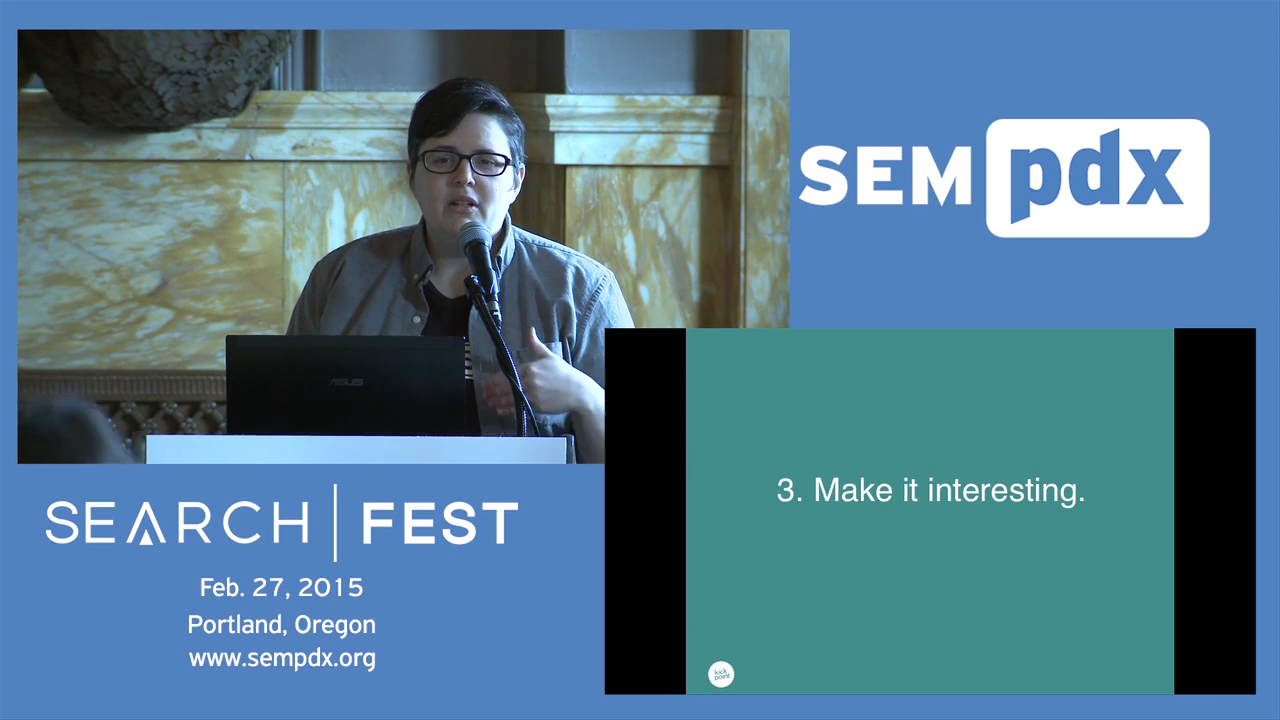 SEM pdx
ASUS
3. Make it interesting.
kick
point
SEARCH FEST
Feb. 27, 2015
Portland, Oregon
www.sempdx.org